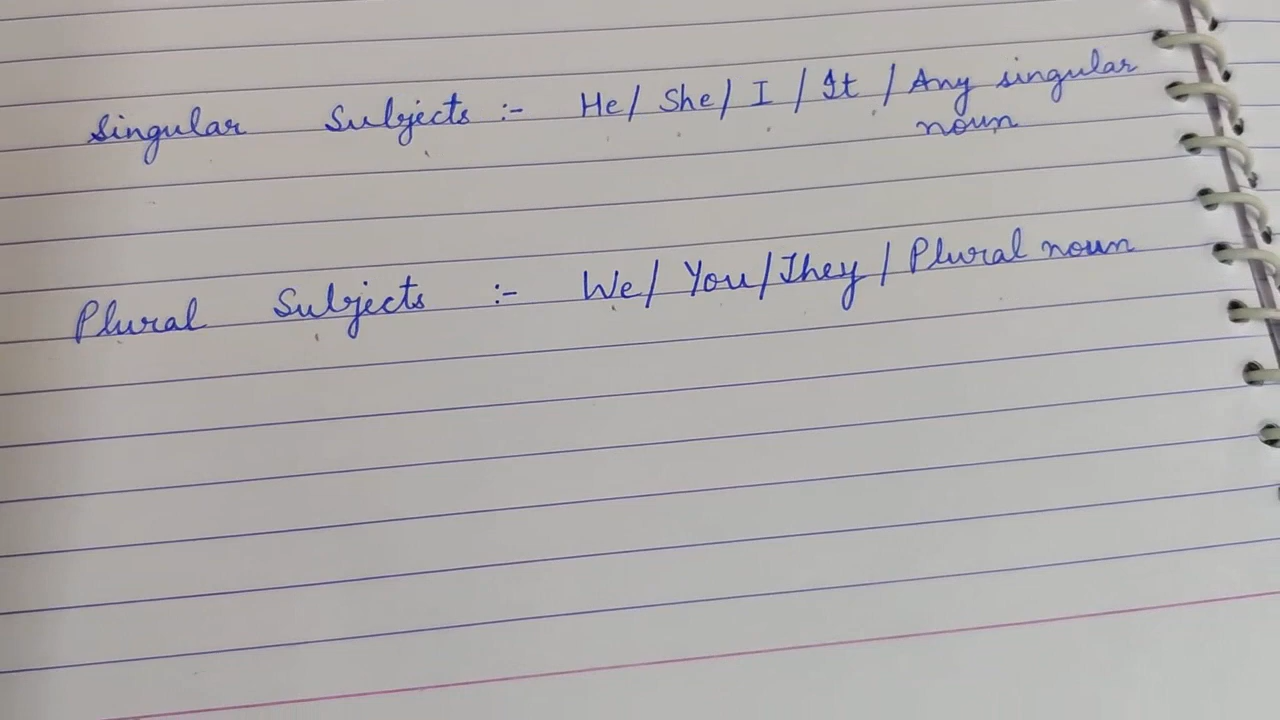 Singular Subjects :- He/ She/ I / It / Any singular
noun
Plural Subjects :- We/ You/They/ Plural noun